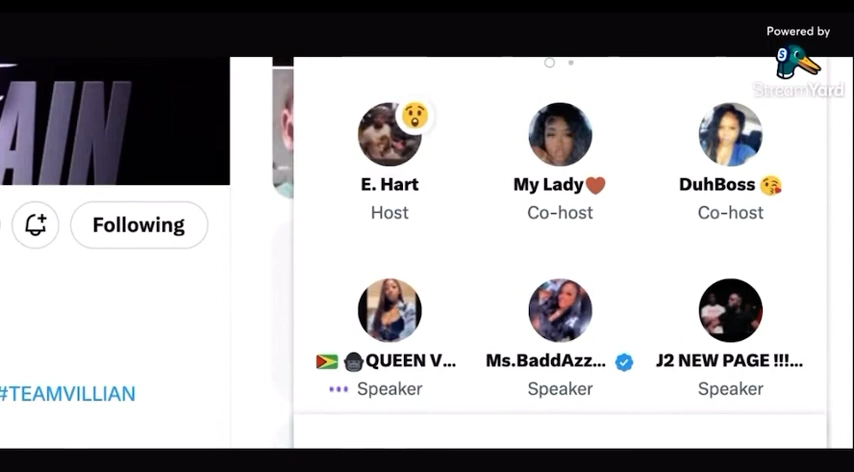 Powered by
StreamYard
AIN
Following
#TEAMVILLIAN
E. Hart
Host
My Lady🤎
Co-host
DuhBoss 😘
Co-host
🇬🇾🦍QUEEN V...
Speaker
Ms.BaddAzz...
Speaker
J2 NEW PAGE !!!...
Speaker